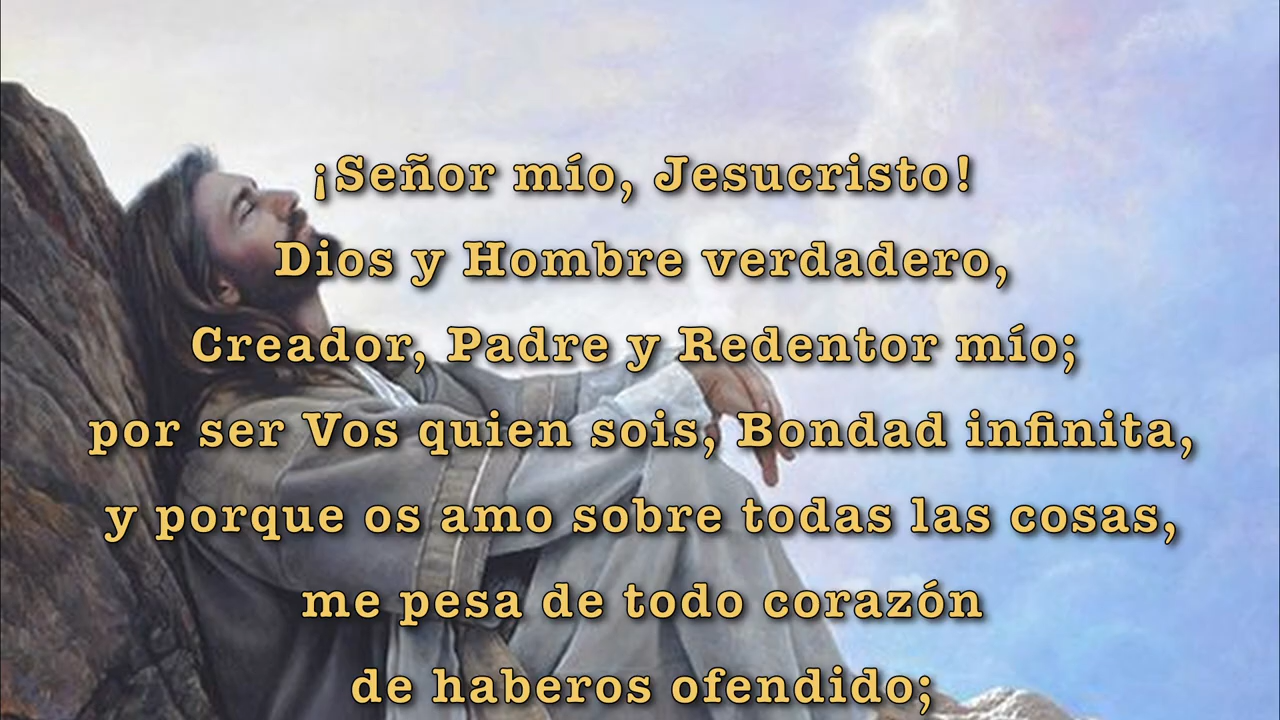 ¡Señor mío, Jesucristo!
Dios y Hombre verdadero,
Creador, Padre y Redentor mío;
por ser Vos quien sois, Bondad infinita,
y porque os amo sobre todas las cosas,
me pesa de todo corazón
de haberos ofendido;